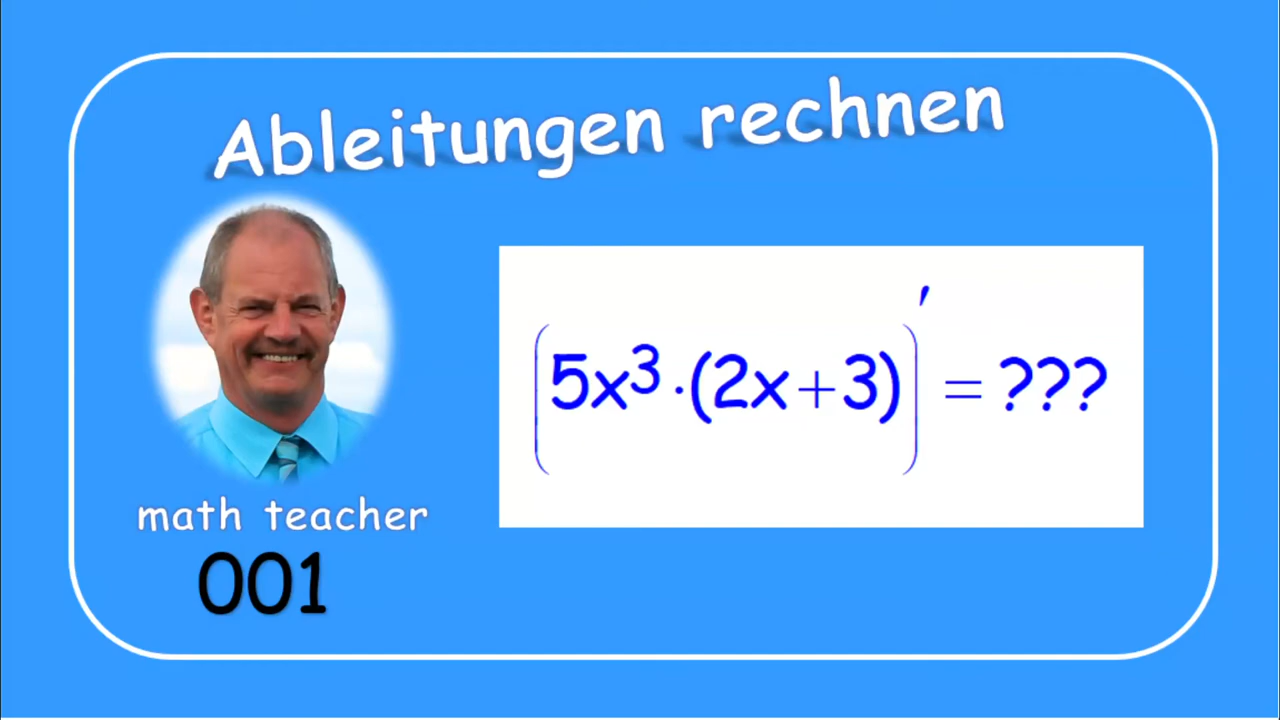 Ableitungen rechnen
(5x³·(2x+3))′ = ???
math teacher
001